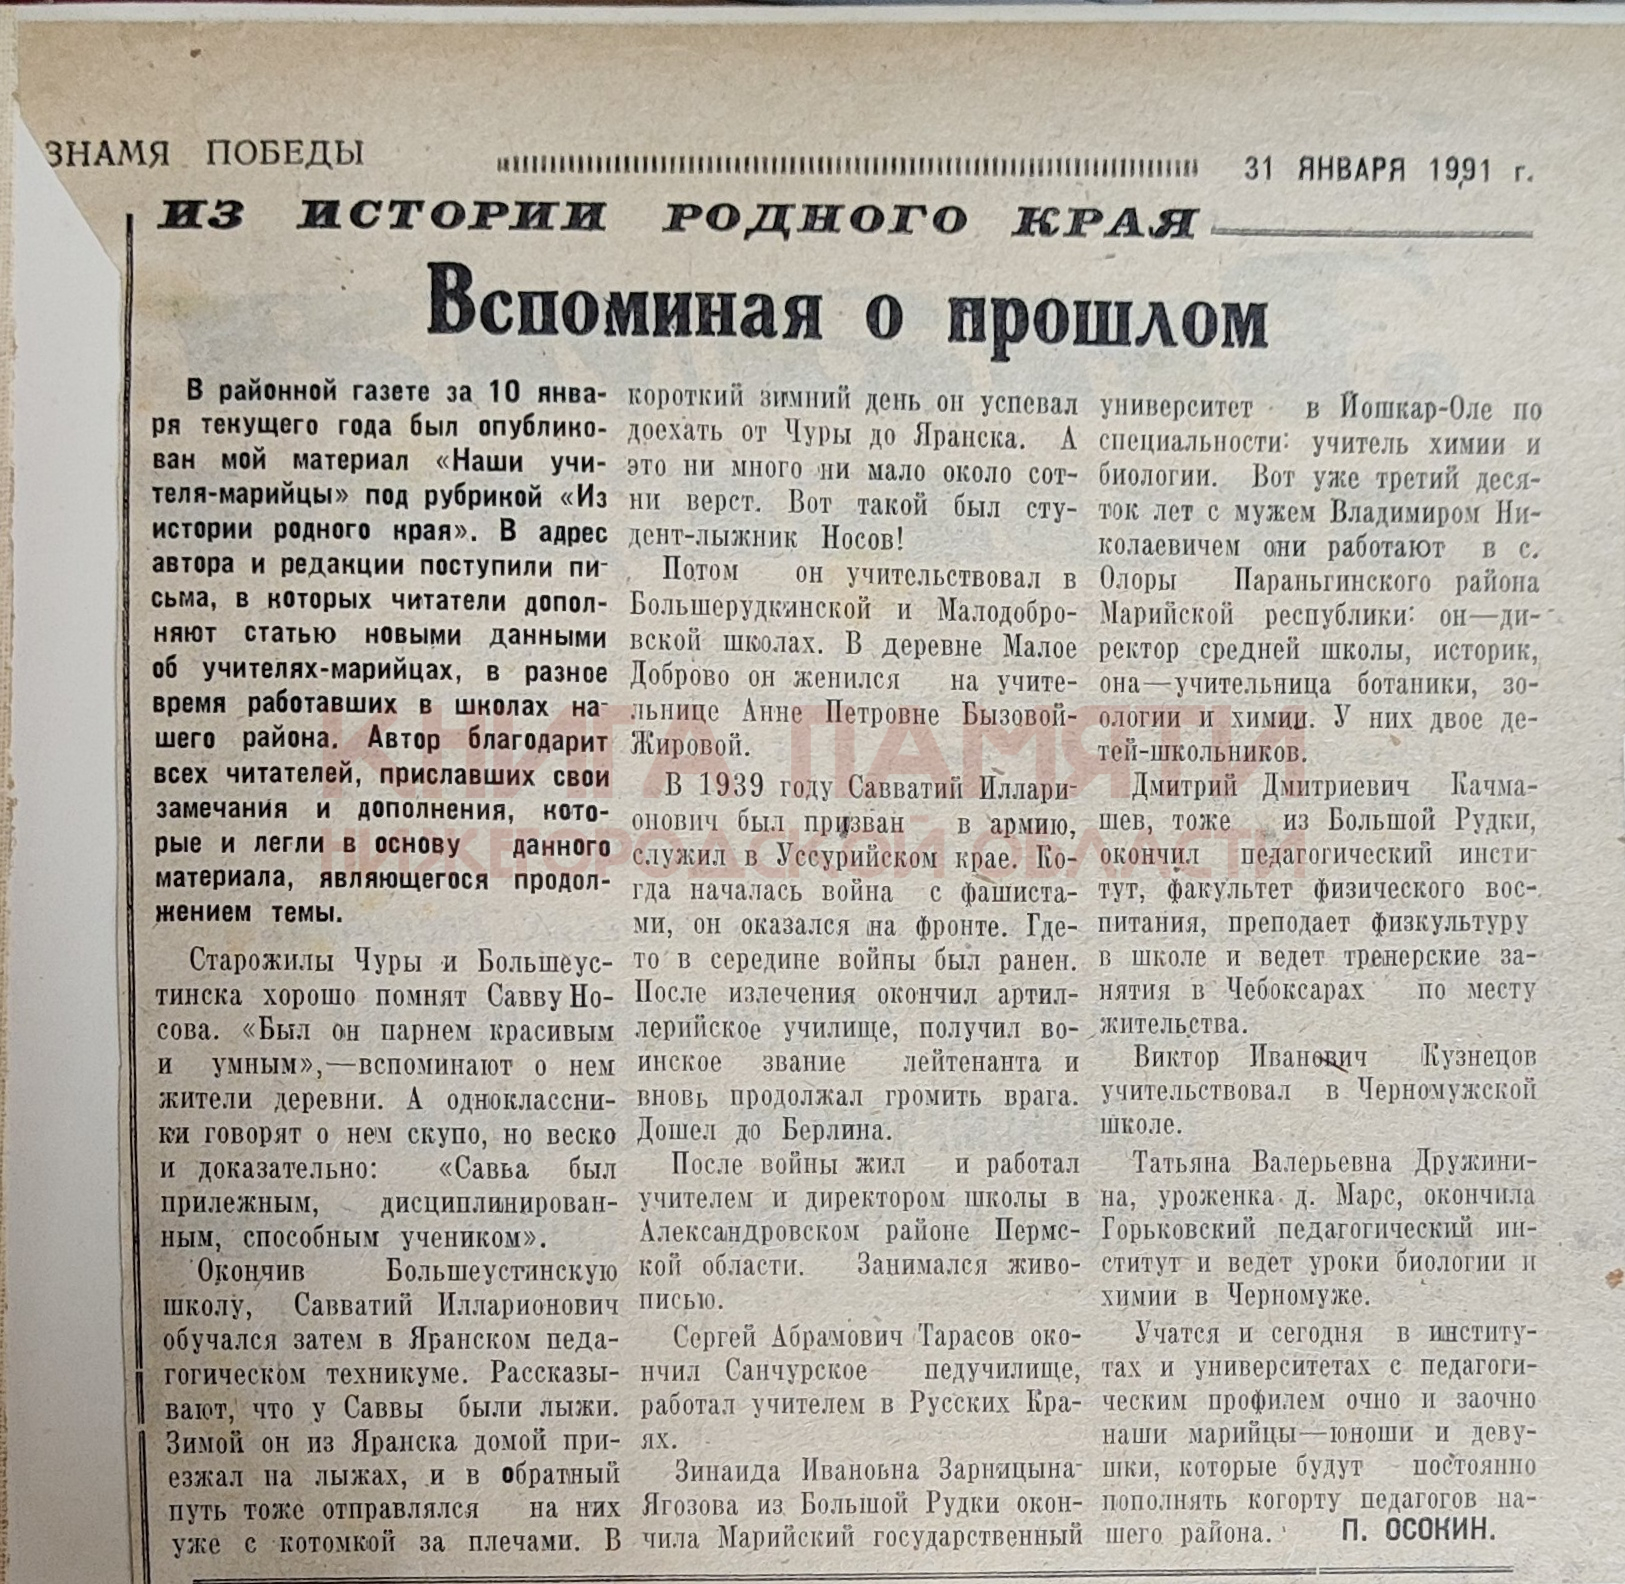 ЗНАМЯ ПОБЕДЫ
31 ЯНВАРЯ 1991 г.
ИЗ ИСТОРИИ РОДНОГО КРАЯ
Вспоминая о прошлом
В районной газете за 10 янва-
ря текущего года был опублико-
ван мой материал «Наши учи-
теля-марийцы» под рубрикой «Из
истории родного края». В адрес
автора и редакции поступили пи-
сьма, в которых читатели допол-
няют статью новыми данными
об учителях-марийцах, в разное
время работавших в школах на-
шего района. Автор благодарит
всех читателей, приславших свои
замечания и дополнения, кото-
рые и легли в основу данного
материала, являющегося продол-
жением темы.
Старожилы Чуры и Большеус-
тинска хорошо помнят Савву Но-
сова. «Был он парнем красивым
и умным»,—вспоминают о нем
жители деревни. А одноклассни-
ки говорят о нем скупо, но веско
и доказательно: «Савва был
прилежным, дисциплинирован-
ным, способным учеником».
Окончив Большеустинскую
школу, Савватий Илларионович
обучался затем в Яранском педа-
гогическом техникуме. Рассказы-
вают, что у Саввы были лыжи.
Зимой он из Яранска домой при-
езжал на лыжах, и в обратный
путь тоже отправлялся на них
уже с котомкой за плечами. В
короткий зимний день он успевал
доехать от Чуры до Яранска. А
это ни много ни мало около сот-
ни верст. Вот такой был сту-
дент-лыжник Носов!
Потом он учительствовал в
Большерудкинской и Малодобро-
вской школах. В деревне Малое
Доброво он женился на учите-
льнице Анне Петровне Бызовой-
Жировой.
В 1939 году Савватий Иллари-
онович был призван в армию,
служил в Уссурийском крае. Ко-
гда началась война с фашиста-
ми, он оказался на фронте. Где-
то в середине войны был ранен.
После излечения окончил артил-
лерийское училище, получил во-
инское звание лейтенанта и
вновь продолжал громить врага.
Дошел до Берлина.
После войны жил и работал
учителем и директором школы в
Александровском районе Пермс-
кой области. Занимался живо-
писью.
Сергей Абрамович Тарасов око-
нчил Санчурское педучилище,
работал учителем в Русских Кра-
ях.
Зинаида Ивановна Зарницына-
Ягозова из Большой Рудки окон-
чила Марийский государственный
университет в Йошкар-Оле по
специальности: учитель химии и
биологии. Вот уже третий деся-
ток лет с мужем Владимиром Ни-
колаевичем они работают в с.
Олоры Параньгинского района
Марийской республики: он—ди-
ректор средней школы, историк,
она—учительница ботаники, зо-
ологии и химии. У них двое де-
тей-школьников.
Дмитрий Дмитриевич Качма-
шев, тоже из Большой Рудки,
окончил педагогический инсти-
тут, факультет физического вос-
питания, преподает физкультуру
в школе и ведет тренерские за-
нятия в Чебоксарах по месту
жительства.
Виктор Иванович Кузнецов
учительствовал в Черномужской
школе.
Татьяна Валерьевна Дружини-
на, уроженка д. Марс, окончила
Горьковский педагогический ин-
ститут и ведет уроки биологии и
химии в Черномуже.
Учатся и сегодня в институ-
тах и университетах с педагоги-
ческим профилем очно и заочно
наши марийцы—юноши и деву-
шки, которые будут постоянно
пополнять когорту педагогов на-
шего района.
П. ОСОКИН.
КНИГА ПАМЯТИ
НИЖЕГОРОДСКОЙ ОБЛАСТИ